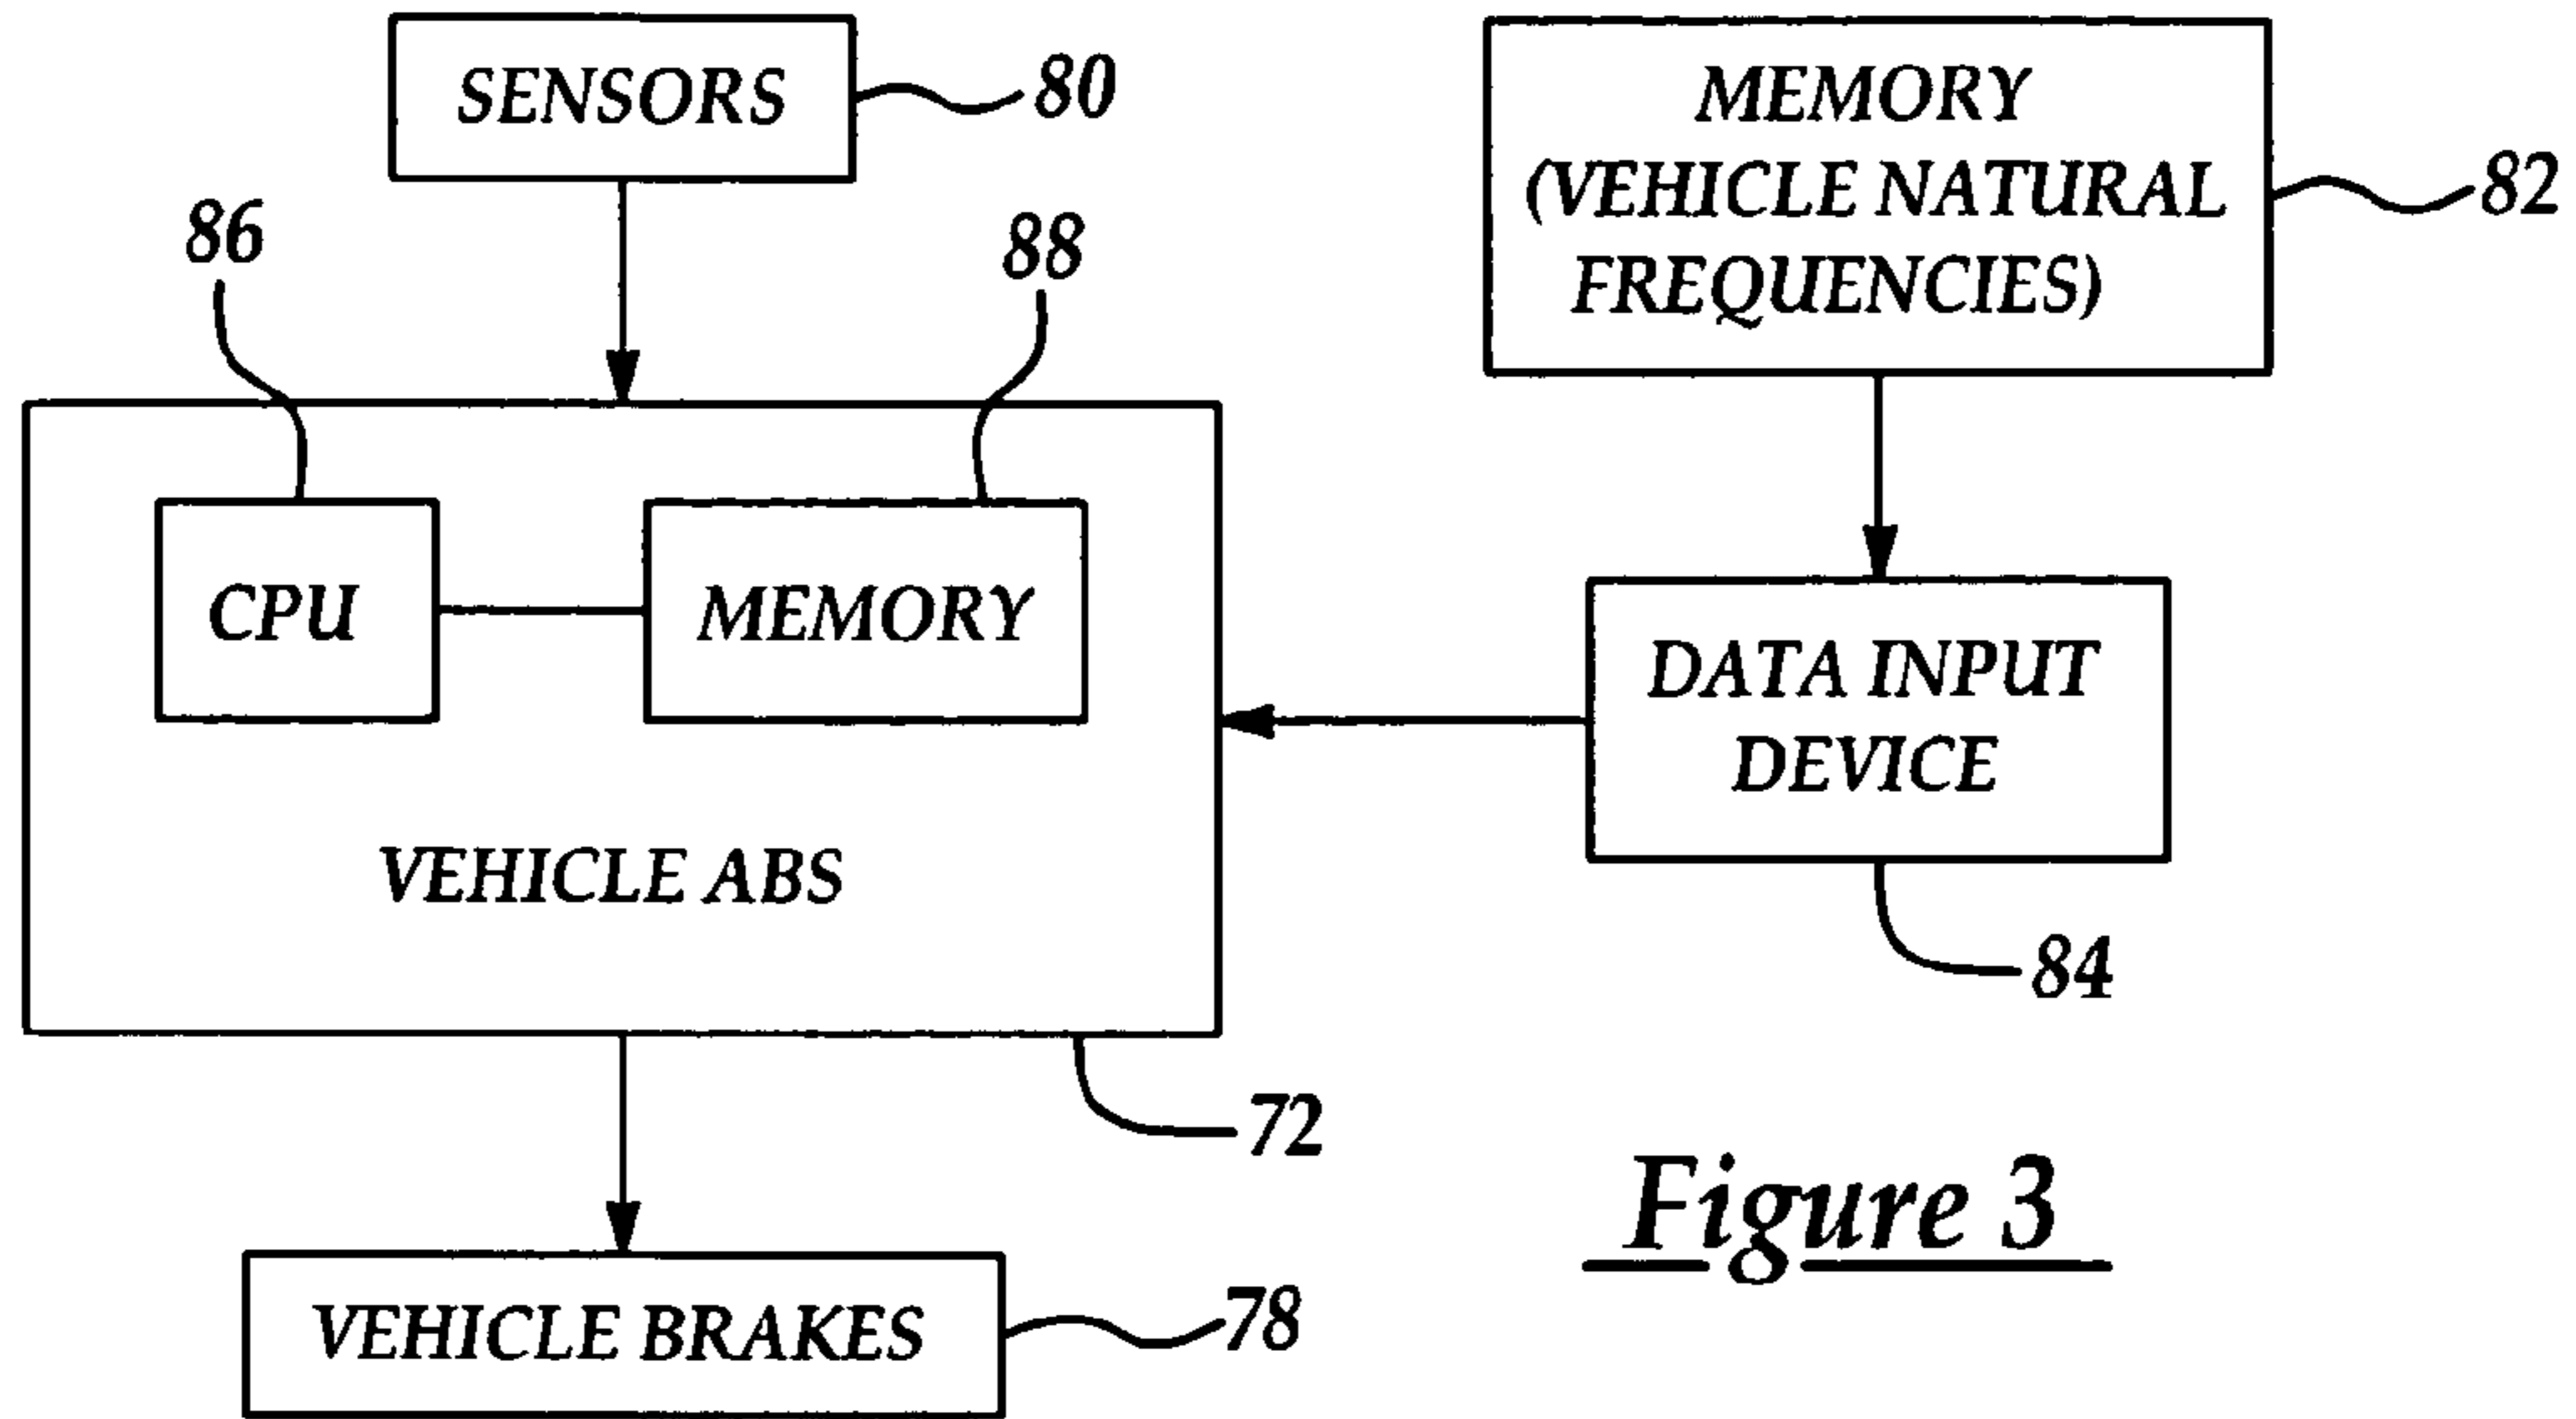 SENSORS
80
MEMORY
(VEHICLE NATURAL
FREQUENCIES)
82
86
88
CPU
MEMORY
DATA INPUT
DEVICE
VEHICLE ABS
84
72
Figure 3
VEHICLE BRAKES
78